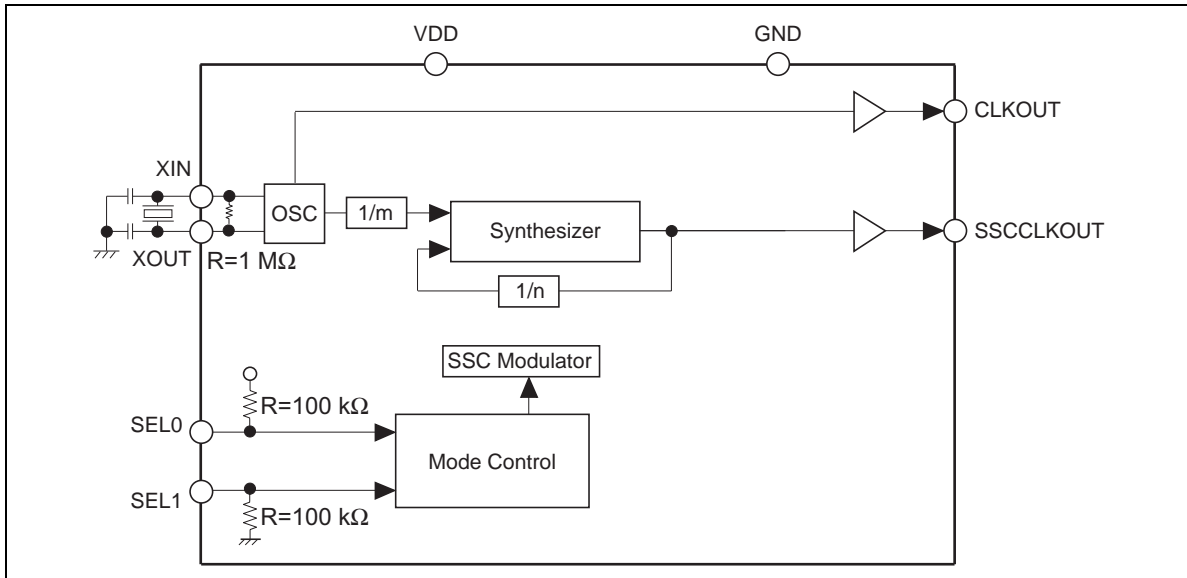 VDD
GND
CLKOUT
XIN
OSC
1/m
Synthesizer
SSCCLKOUT
XOUT
R=1 MΩ
1/n
SSC Modulator
R=100 kΩ
SEL0
Mode Control
SEL1
R=100 kΩ